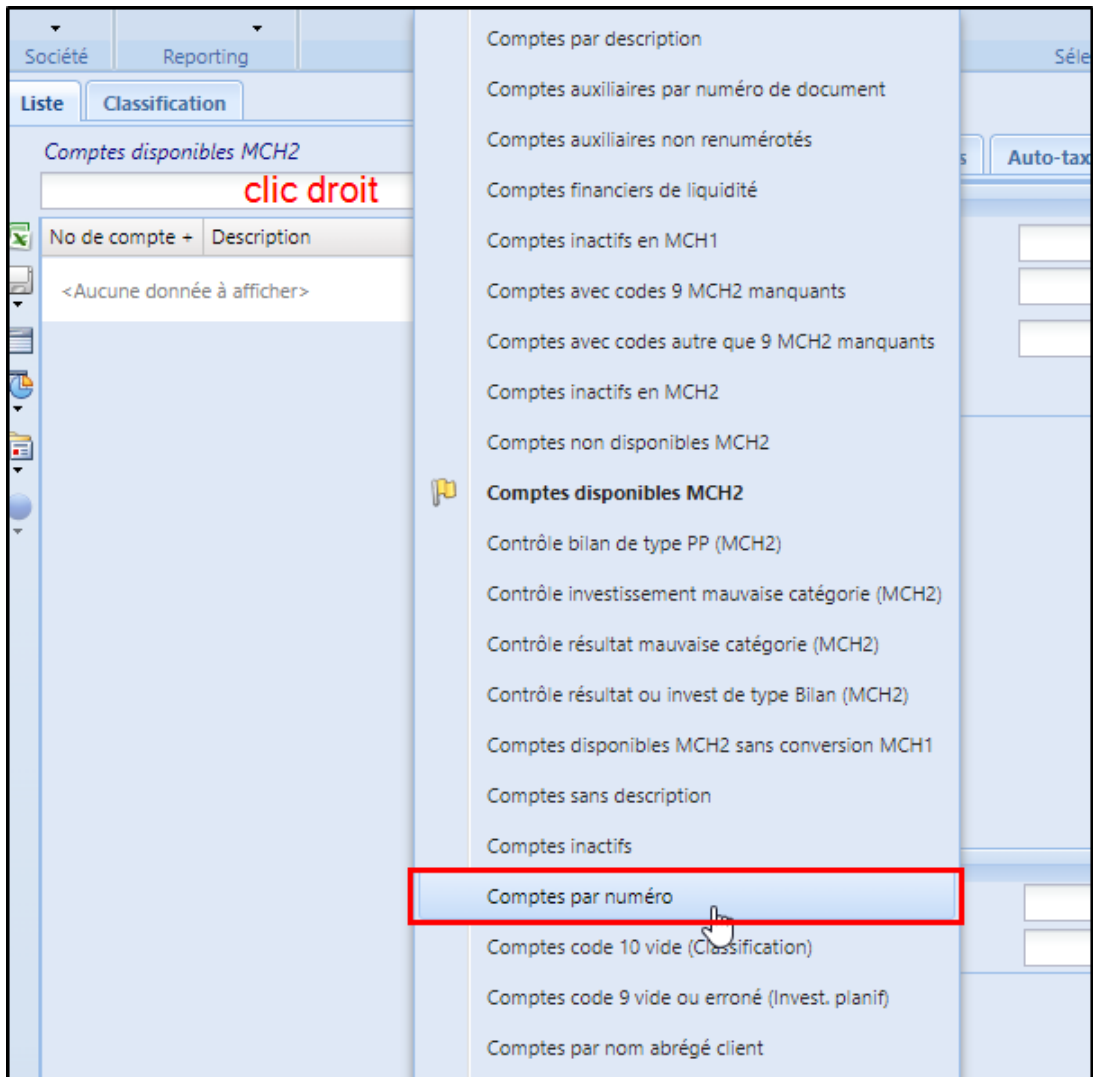 Société
Reporting
Séle
Liste
Classification
Comptes disponibles MCH2
clic droit
No de compte +
Description
<Aucune donnée à afficher>
Comptes par description
Comptes auxiliaires par numéro de document
Comptes auxiliaires non renumérotés
Comptes financiers de liquidité
Comptes inactifs en MCH1
Comptes avec codes 9 MCH2 manquants
Comptes avec codes autre que 9 MCH2 manquants
Comptes inactifs en MCH2
Comptes non disponibles MCH2
Comptes disponibles MCH2
Contrôle bilan de type PP (MCH2)
Contrôle investissement mauvaise catégorie (MCH2)
Contrôle résultat mauvaise catégorie (MCH2)
Contrôle résultat ou invest de type Bilan (MCH2)
Comptes disponibles MCH2 sans conversion MCH1
Comptes sans description
Comptes inactifs
Comptes par numéro
Comptes code 10 vide (Classification)
Comptes code 9 vide ou erroné (Invest. planif)
Comptes par nom abrégé client
s
Auto-tax